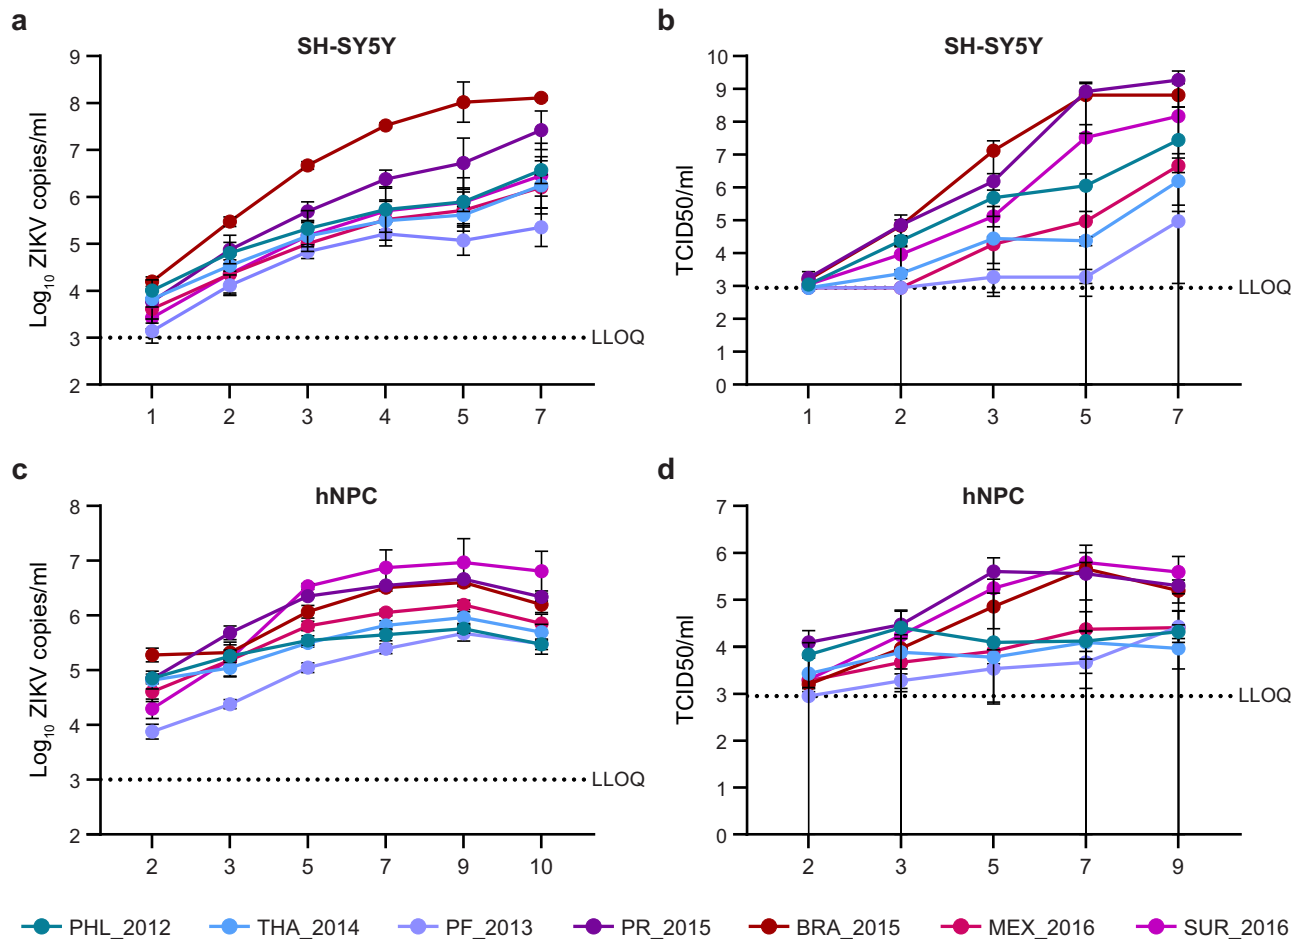 a
SH-SY5Y
Log10 ZIKV copies/ml
9
8
7
6
5
4
3
2
LLOQ
1 2 3 4 5 7
b
SH-SY5Y
TCID50/ml
10
9
8
7
6
5
4
3
2
1
0
LLOQ
1 2 3 5 7
c
hNPC
Log10 ZIKV copies/ml
8
7
6
5
4
3
2
LLOQ
2 3 5 7 9 10
d
hNPC
TCID50/ml
7
6
5
4
3
2
1
0
LLOQ
2 3 5 7 9
PHL_2012 THA_2014 PF_2013 PR_2015 BRA_2015 MEX_2016 SUR_2016